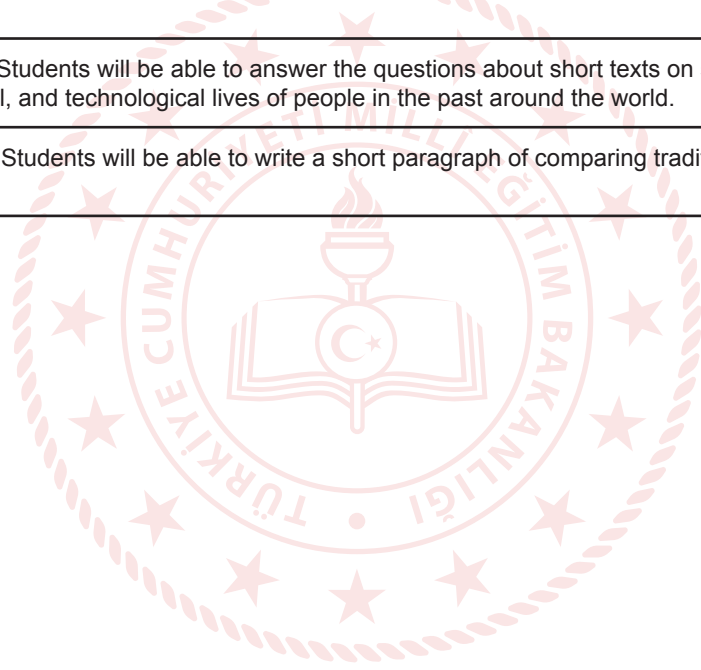 Students will be able to answer the questions about short texts on
l, and technological lives of people in the past around the world.
Students will be able to write a short paragraph of comparing tradi
TÜRKİYE CUMHURİYETİ MİLLÎ EĞİTİM BAKANLIĞI